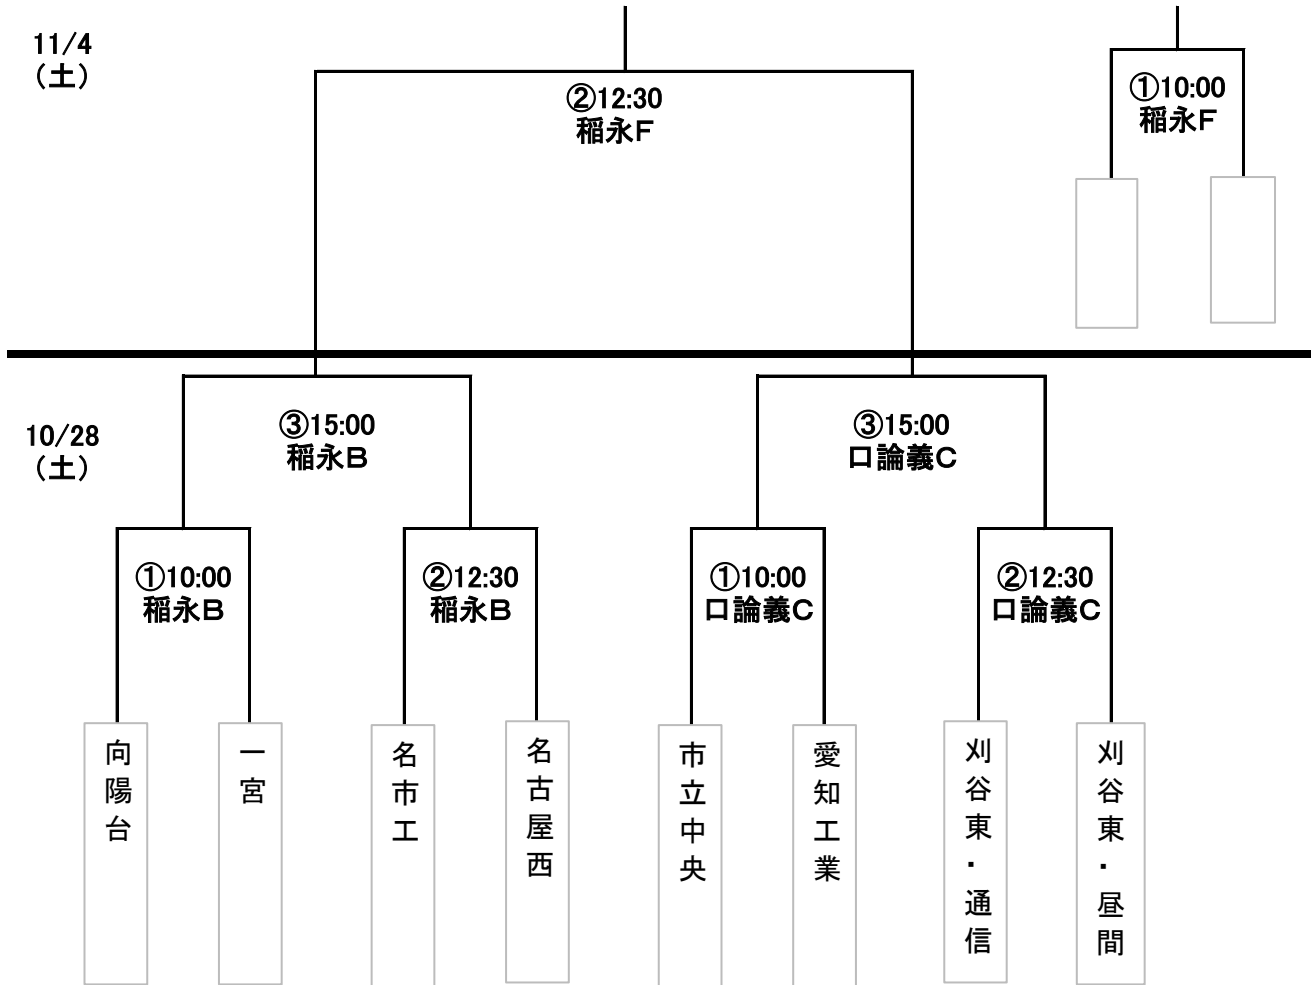 11/4
（土）
②12:30
稲永F
①10:00
稲永F
10/28
（土）
③15:00
稲永B
③15:00
口論義C
①10:00
稲永B
②12:30
稲永B
①10:00
口論義C
②12:30
口論義C
向陽台
一宮
名市工
名古屋西
市立中央
愛知工業
刈谷東・通信
刈谷東・昼間